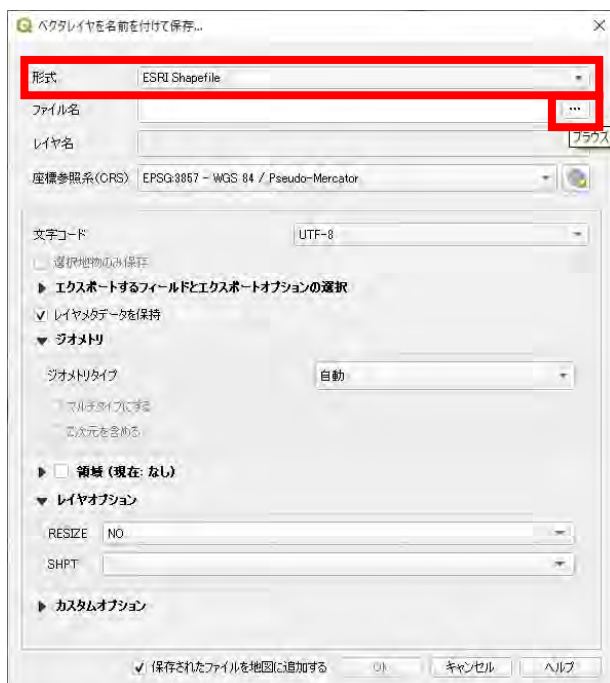 ベクタレイヤを名前を付けて保存...
形式 ESRI Shapefile
ファイル名 ...
ブラウズ
レイヤ名
座標参照系(CRS) EPSG:3857 - WGS 84 / Pseudo-Mercator
文字コード UTF-8
選択地物のみ保存
エクスポートするフィールドとエクスポートオプションの選択
レイヤメタデータを保持
ジオメトリ
ジオメトリタイプ 自動
マルチタイプにする
Z次元を含める
領域 (現在: なし)
レイヤオプション
RESIZE NO
SHPT
カスタムオプション
保存されたファイルを地図に追加する OK キャンセル ヘルプ